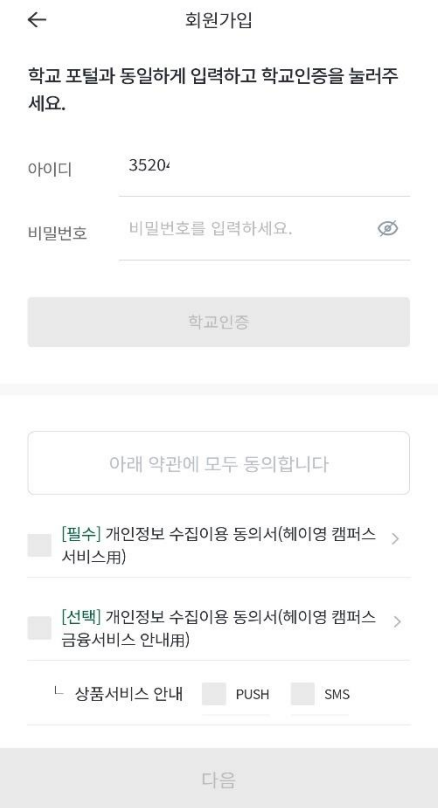 회원가입
학교 포털과 동일하게 입력하고 학교인증을 눌러주
세요.
아이디
35204
비밀번호
비밀번호를 입력하세요.
학교인증
아래 약관에 모두 동의합니다
[필수] 개인정보 수집이용 동의서(헤이영 캠퍼스
서비스用)
[선택] 개인정보 수집이용 동의서(헤이영 캠퍼스
금융서비스 안내用)
상품서비스 안내 PUSH SMS
다음